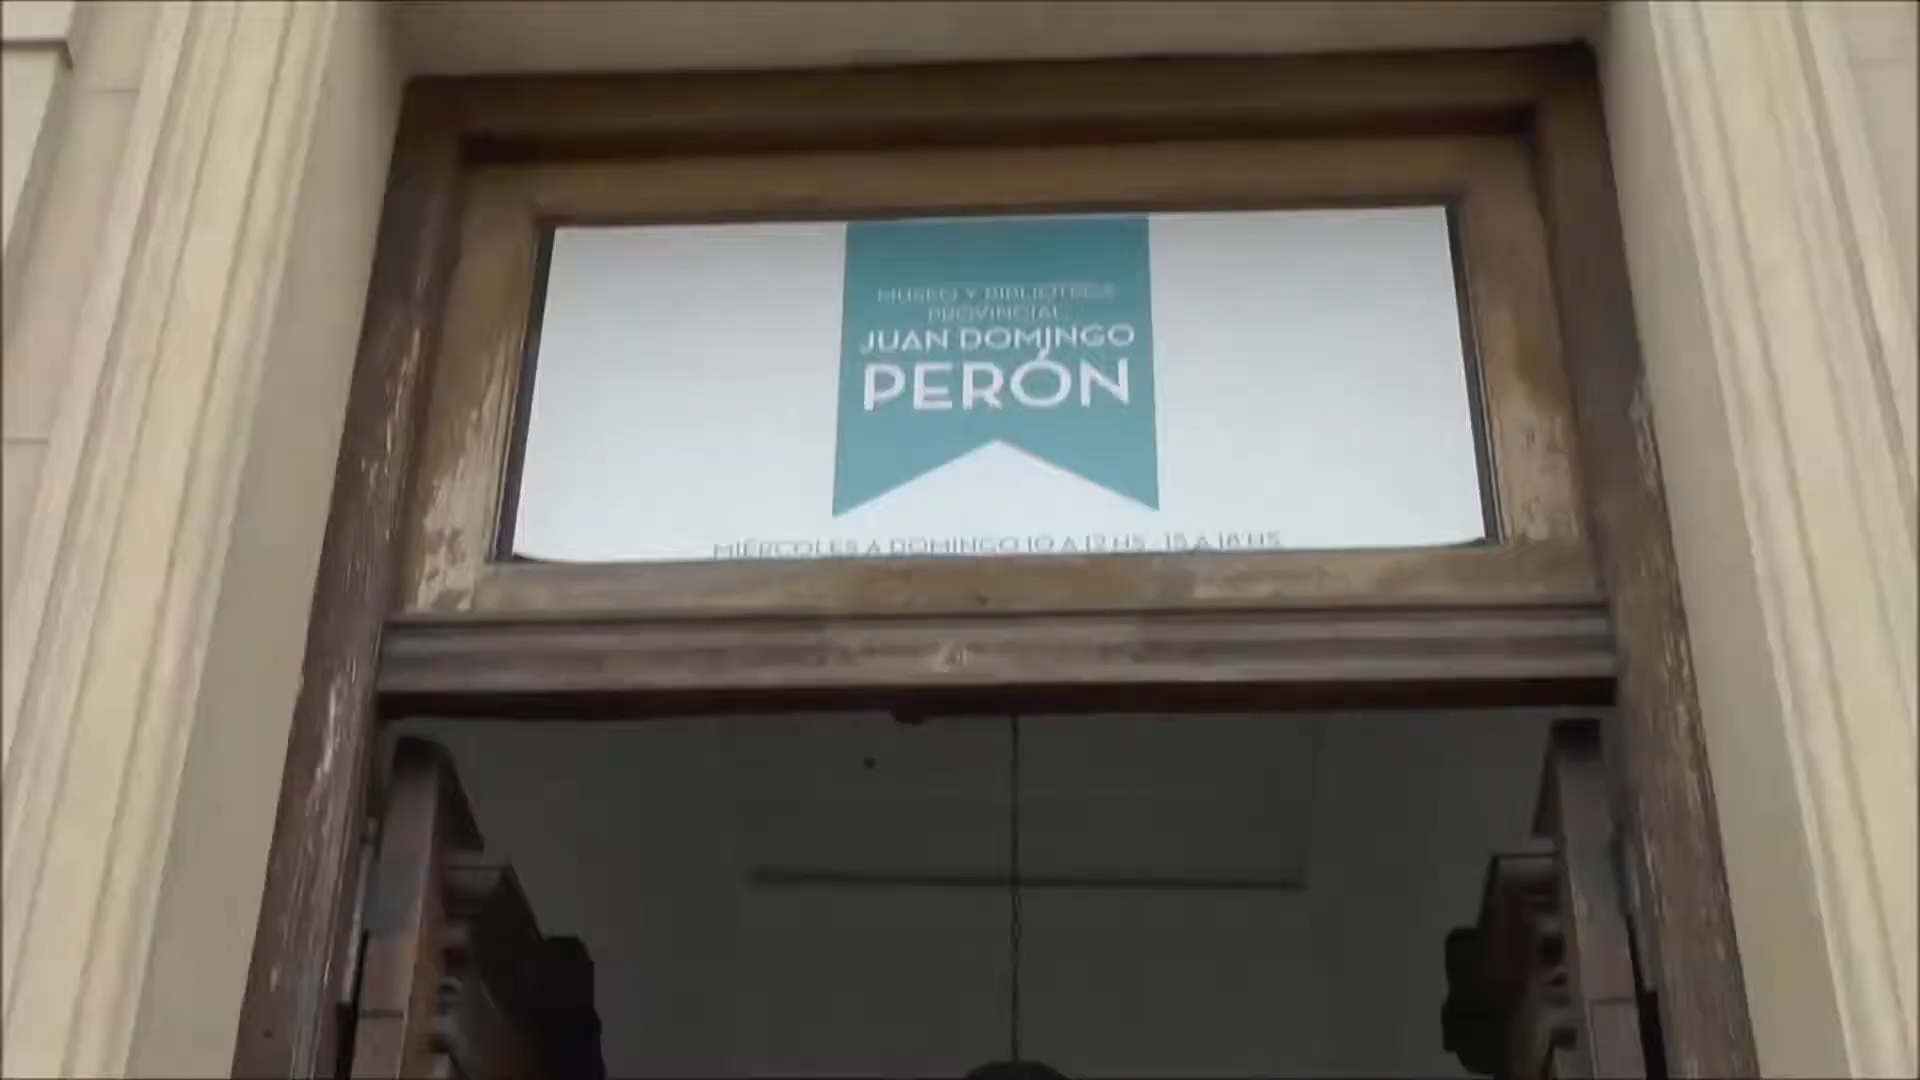 MUSEO Y BIBLIOTECA
PROVINCIAL
JUAN DOMINGO
PERÓN
MIÉRCOLES A DOMINGO 10 A 12 HS. 15 A 18 HS